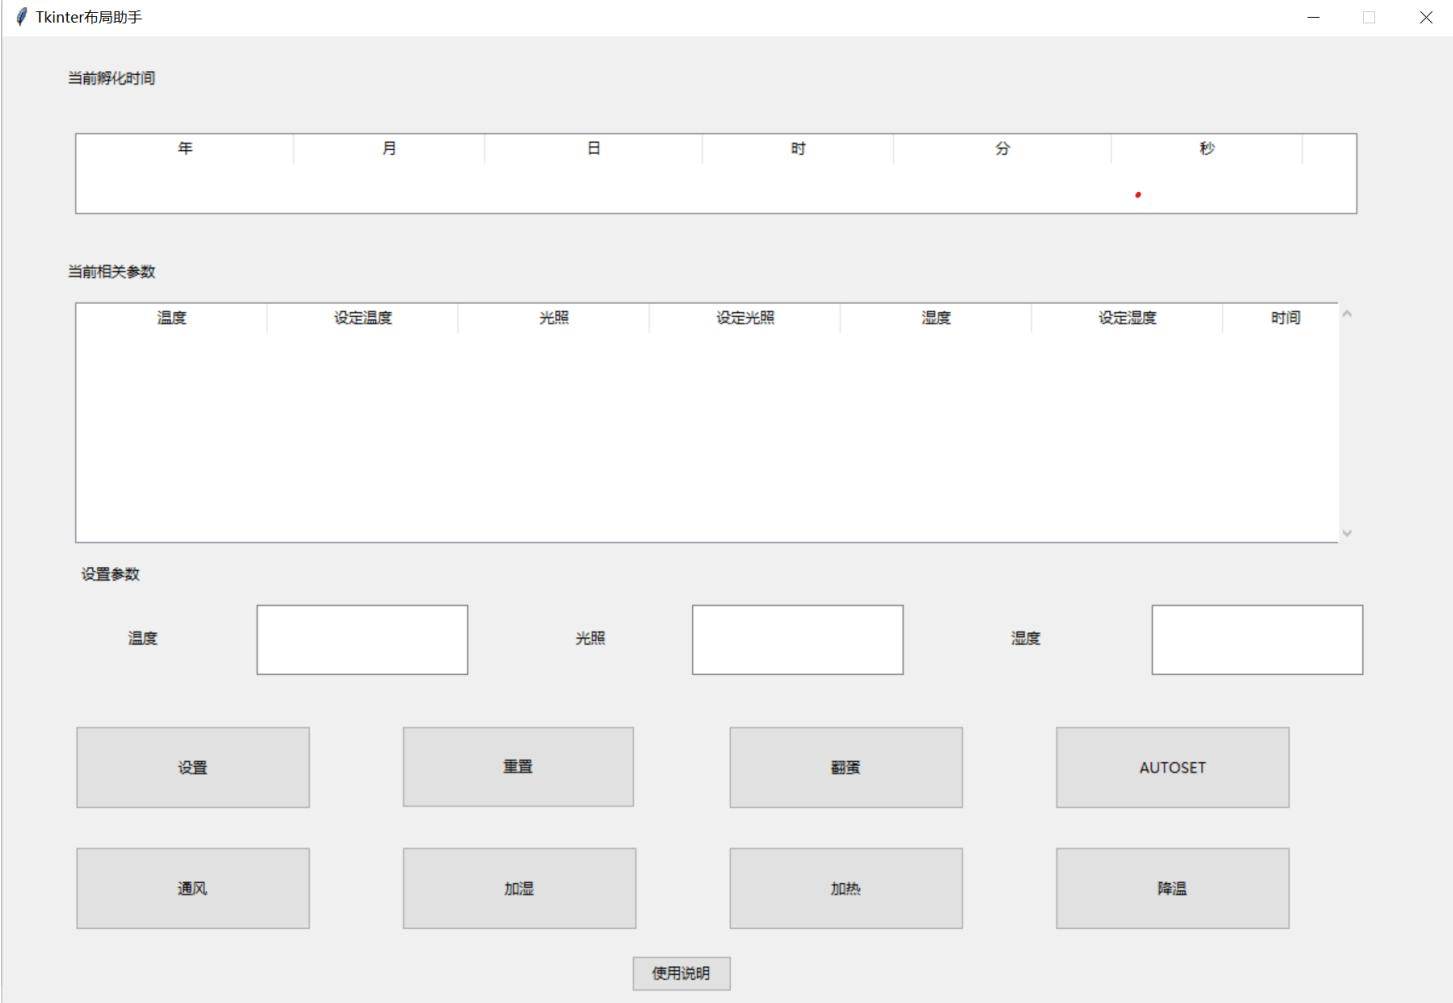 Tkinter布局助手
当前孵化时间
年 月 日 时 分 秒
当前相关参数
温度 设定温度 光照 设定光照 湿度 设定湿度 时间
设置参数
温度 光照 湿度
设置 重置 翻蛋 AUTOSET
通风 加湿 加热 降温
使用说明